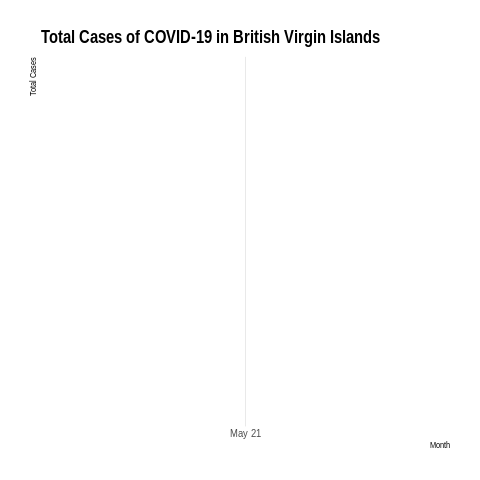 Total Cases of COVID-19 in British Virgin Islands
Total Cases
May 21
Month